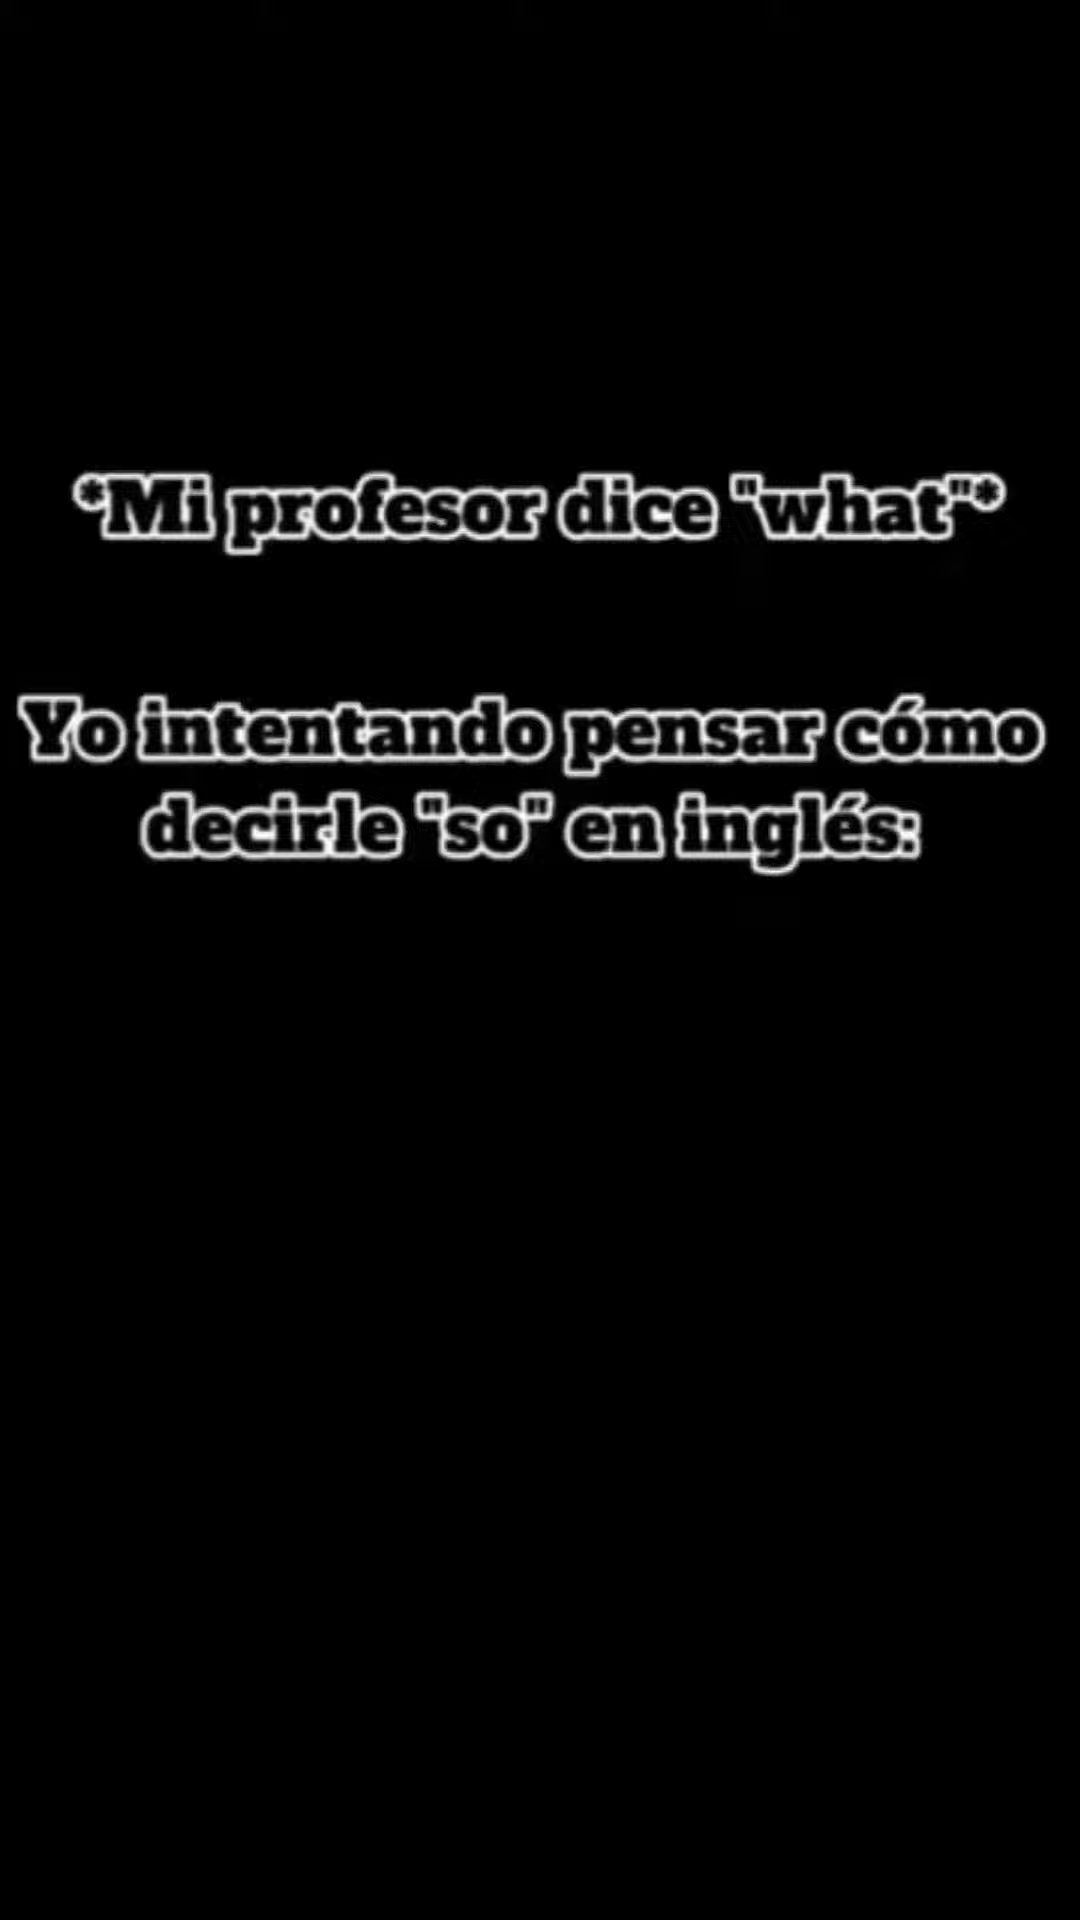 *Mi profesor dice "what"*
Yo intentando pensar cómo
decirle "so" en inglés: